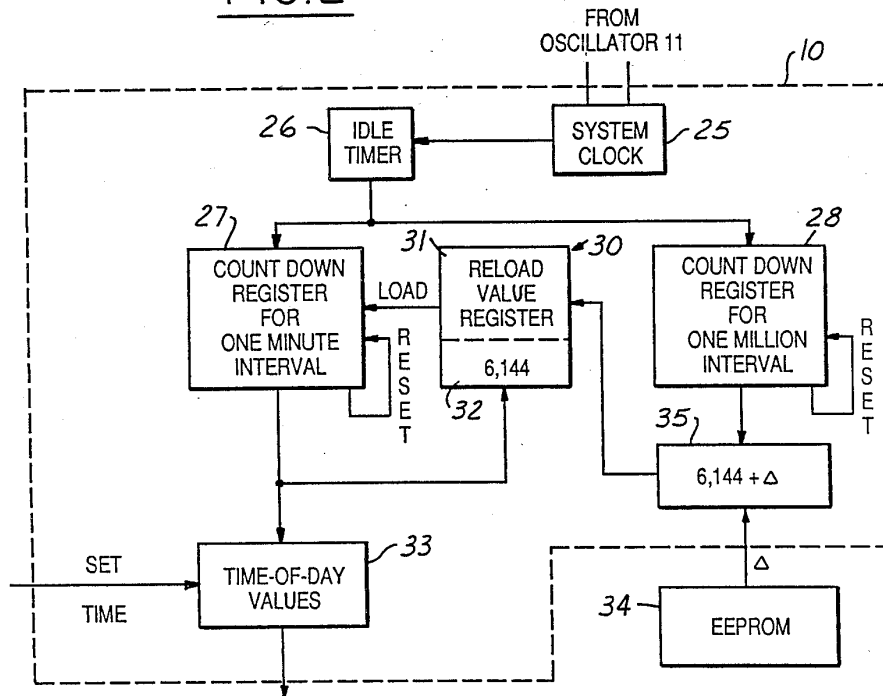 FROM
OSCILLATOR 11
10
26
IDLE
TIMER
SYSTEM
CLOCK
25
27
COUNT DOWN
REGISTER
FOR
ONE MINUTE
INTERVAL
RESET
LOAD
31
30
RELOAD
VALUE
REGISTER
6,144
32
28
COUNT DOWN
REGISTER
FOR
ONE MILLION
INTERVAL
RESET
35
6,144 + Δ
SET
TIME
TIME-OF-DAY
VALUES
33
Δ
34
EEPROM